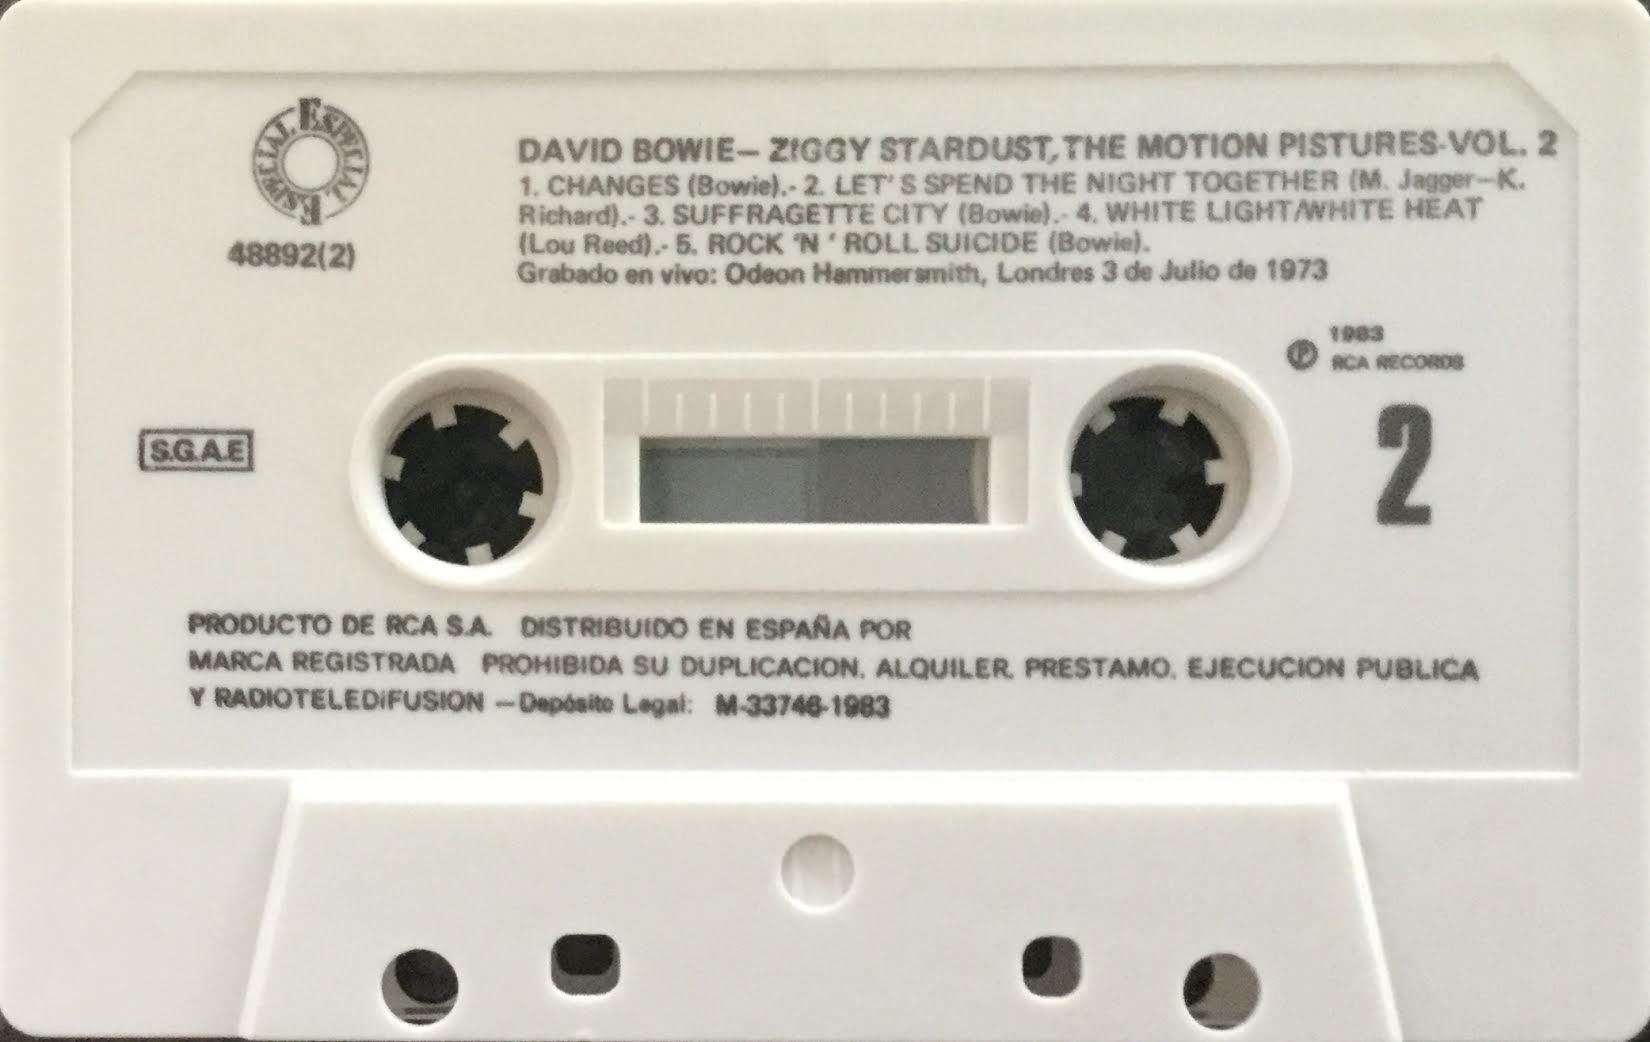 ESPECIAL ESPECIAL
48892(2)
DAVID BOWIE— ZIGGY STARDUST, THE MOTION PISTURES-VOL. 2
1. CHANGES (Bowie).- 2. LET'S SPEND THE NIGHT TOGETHER (M. Jagger—K.
Richard).- 3. SUFFRAGETTE CITY (Bowie).- 4. WHITE LIGHT/WHITE HEAT
(Lou Reed).- 5. ROCK 'N' ROLL SUICIDE (Bowie).
Grabado en vivo: Odeon Hammersmith, Londres 3 de Julio de 1973
℗ 1983
RCA RECORDS
S.G.A.E
2
PRODUCTO DE RCA S.A. DISTRIBUIDO EN ESPAÑA POR
MARCA REGISTRADA PROHIBIDA SU DUPLICACION, ALQUILER, PRESTAMO, EJECUCION PUBLICA
Y RADIOTELEDIFUSION —Depósito Legal: M-33746-1983